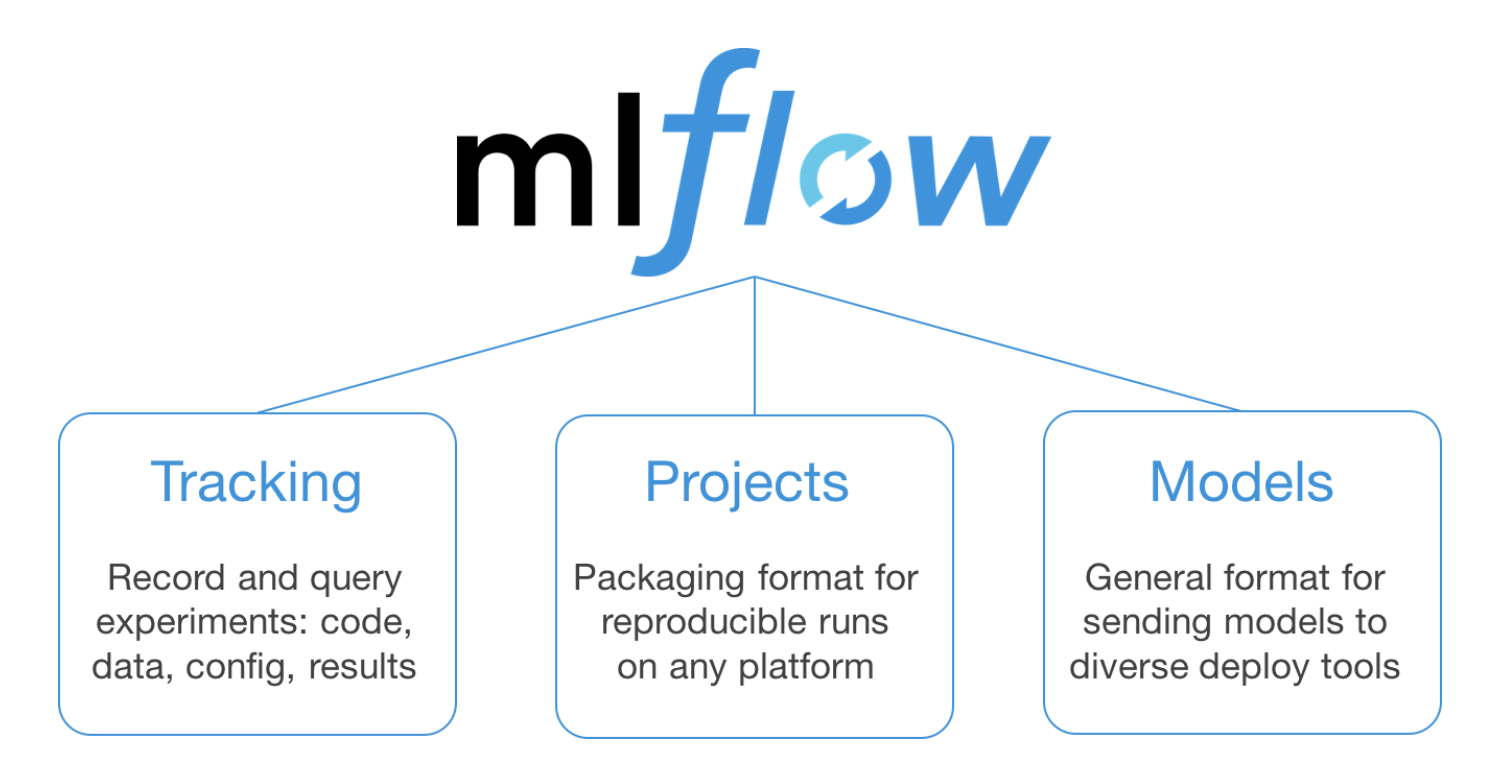 mlflow
Tracking
Record and query
experiments: code,
data, config, results
Projects
Packaging format for
reproducible runs
on any platform
Models
General format for
sending models to
diverse deploy tools